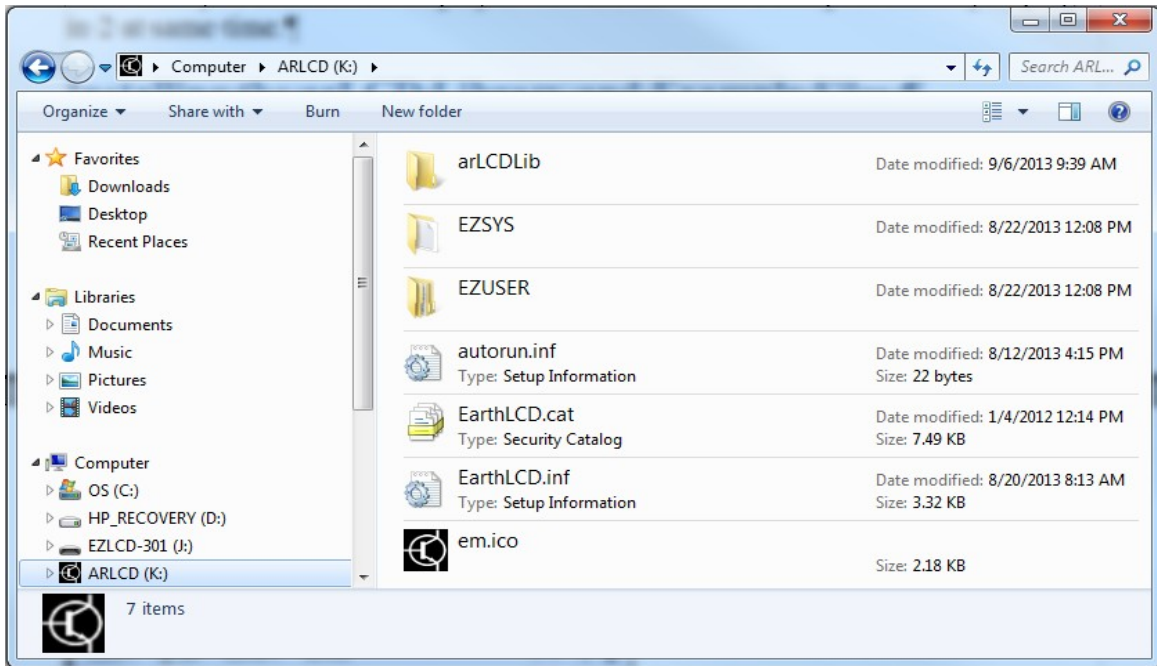 in 2 at same time ¶
Computer ARLCD (K:)
Search ARL...
Organize Share with Burn New folder
Favorites
Downloads
Desktop
Recent Places
Libraries
Documents
Music
Pictures
Videos
Computer
OS (C:)
HP_RECOVERY (D:)
EZLCD-301 (J:)
ARLCD (K:)
arLCDLib
Date modified: 9/6/2013 9:39 AM
EZSYS
Date modified: 8/22/2013 12:08 PM
EZUSER
Date modified: 8/22/2013 12:08 PM
autorun.inf
Date modified: 8/12/2013 4:15 PM
Type: Setup Information
Size: 22 bytes
EarthLCD.cat
Date modified: 1/4/2012 12:14 PM
Type: Security Catalog
Size: 7.49 KB
EarthLCD.inf
Date modified: 8/20/2013 8:13 AM
Type: Setup Information
Size: 3.32 KB
em.ico
Size: 2.18 KB
7 items